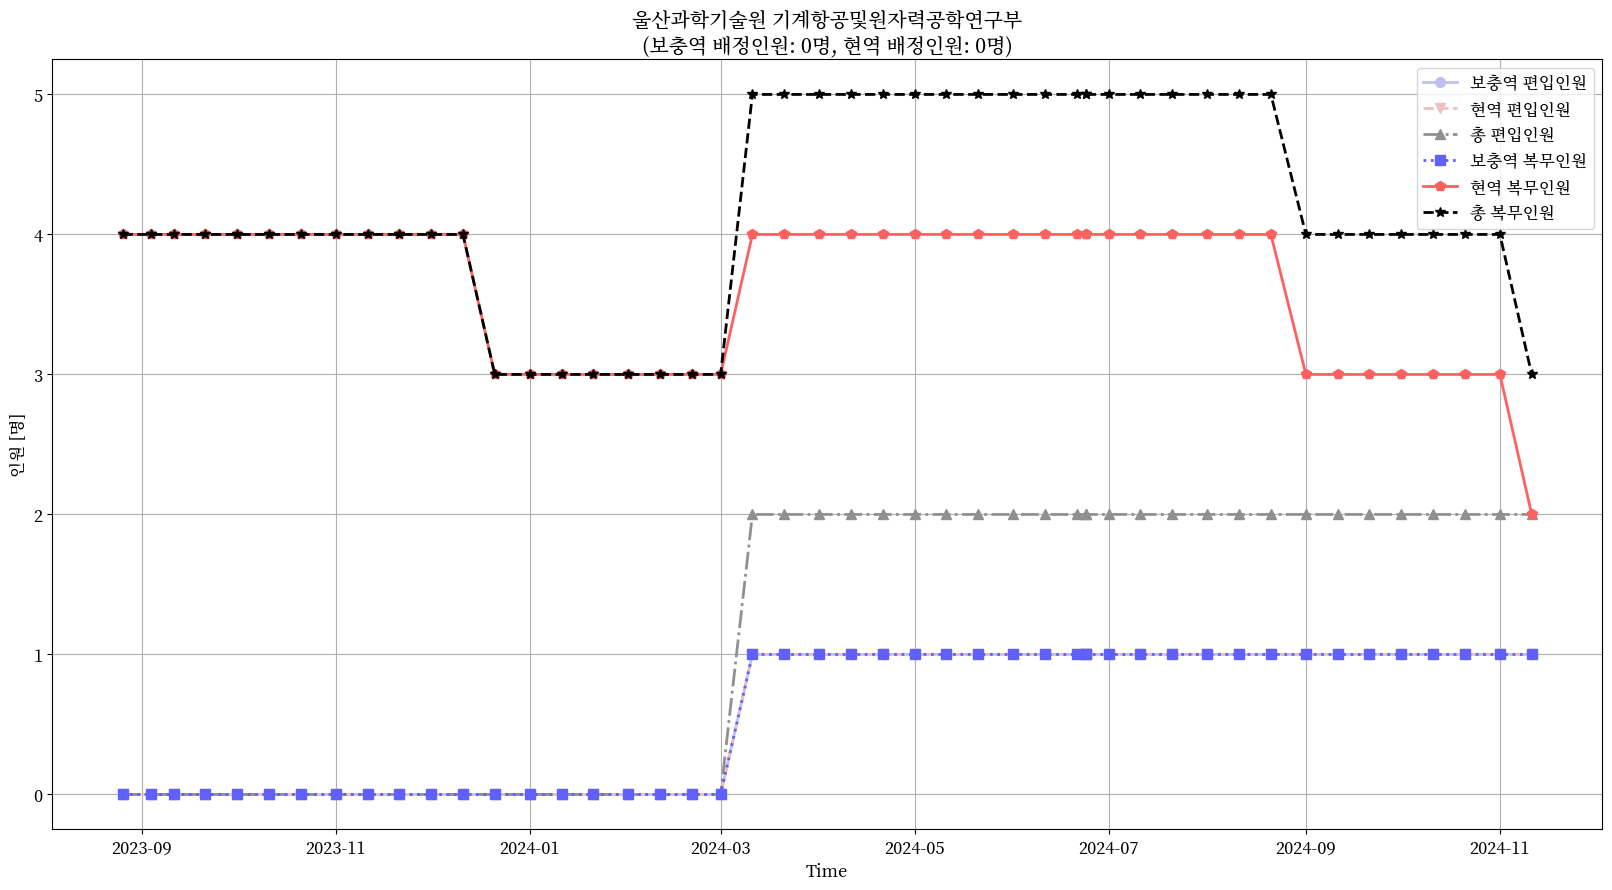 울산과학기술원 기계항공및원자력공학연구부
(보충역 배정인원: 0명, 현역 배정인원: 0명)
보충역 편입인원
현역 편입인원
총 편입인원
보충역 복무인원
현역 복무인원
총 복무인원
인원 [명]
5
4
3
2
1
0
2023-09
2023-11
2024-01
2024-03
2024-05
2024-07
2024-09
2024-11
Time